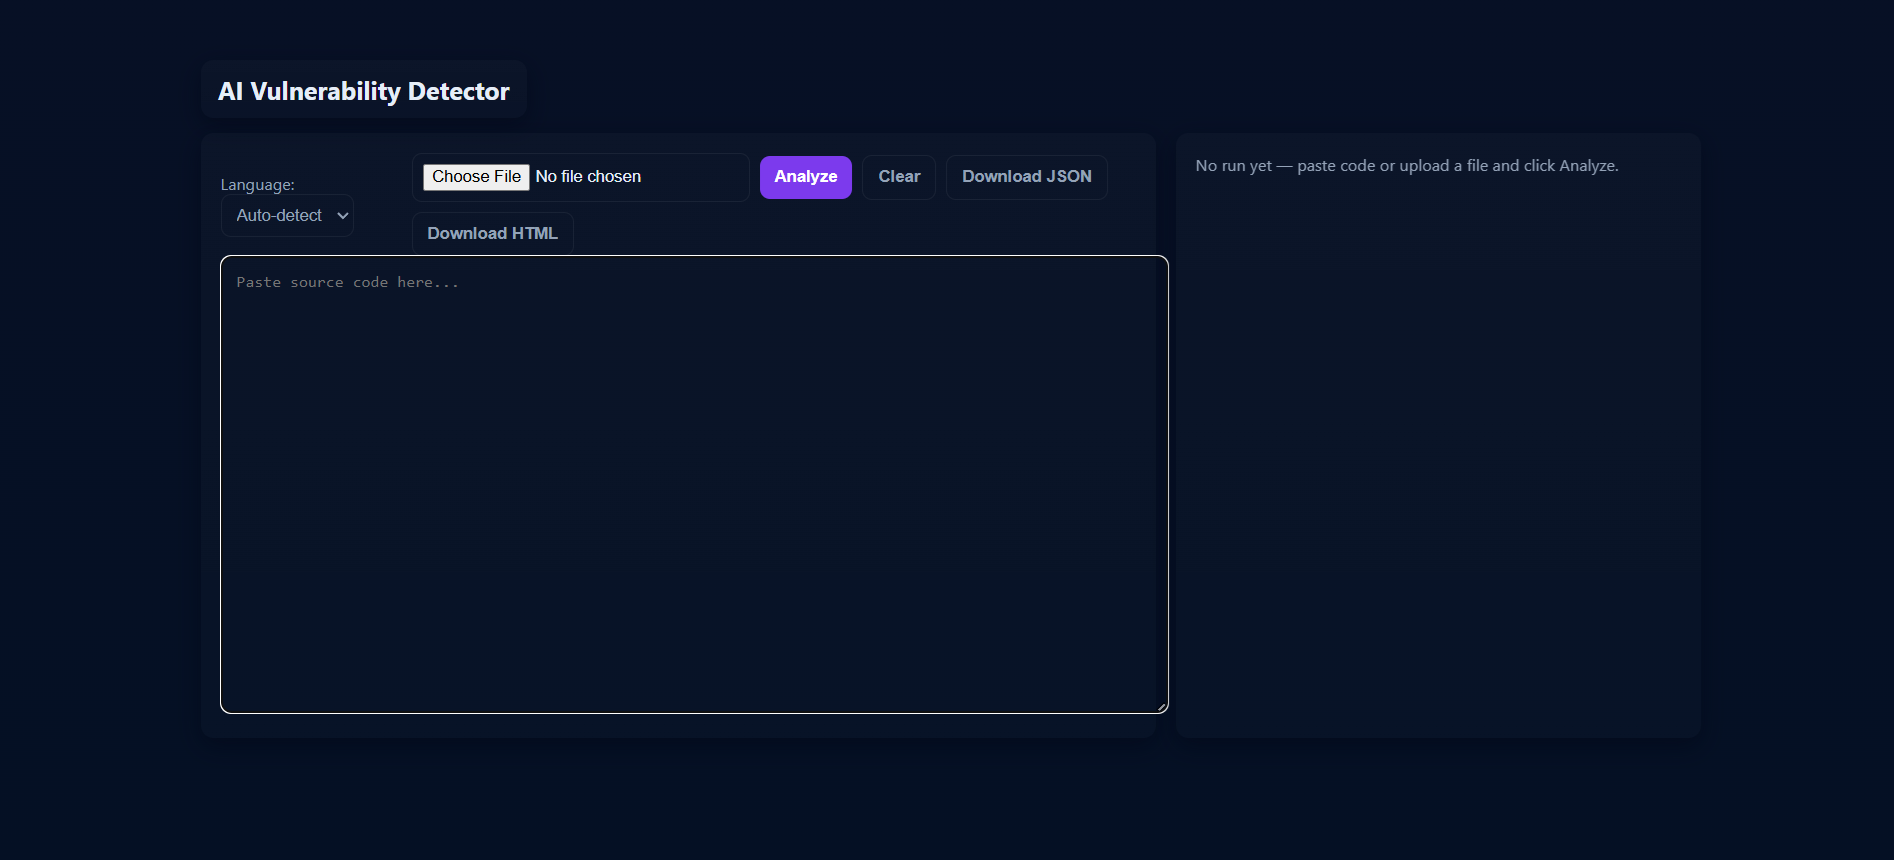 AI Vulnerability Detector
Language:
Auto-detect
Choose File No file chosen
Analyze
Clear
Download JSON
Download HTML
Paste source code here...
No run yet — paste code or upload a file and click Analyze.